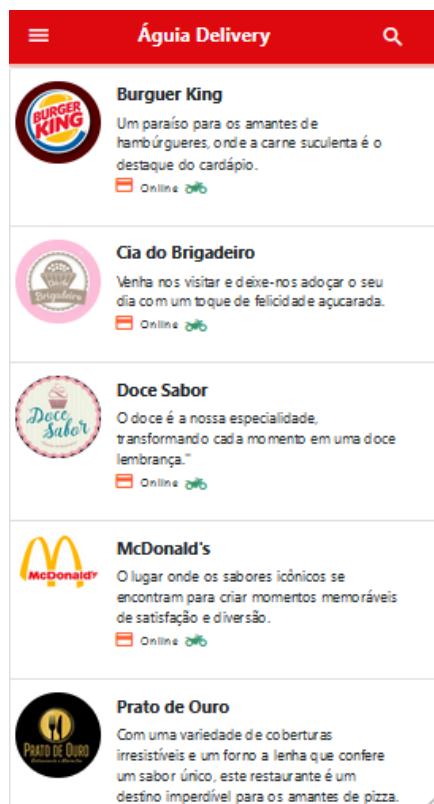 Águia Delivery
BURGER
KING
Burguer King
Um paraíso para os amantes de
hambúrgueres, onde a carne suculenta é o
destaque do cardápio.
Online
Cia do
Brigadeiro
Cia do Brigadeiro
Venha nos visitar e deixe-nos adoçar o seu
dia com um toque de felicidade açucarada.
Online
Doce
Sabor
Doce Sabor
O doce é a nossa especialidade,
transformando cada momento em uma doce
lembrança."
Online
McDonald's
McDonald's
O lugar onde os sabores icônicos se
encontram para criar momentos memoráveis
de satisfação e diversão.
Online
PRATO DE OURO
Prato de Ouro
Com uma variedade de coberturas
irresistíveis e um forno a lenha que confere
um sabor único, este restaurante é um
destino imperdível para os amantes de pizza.